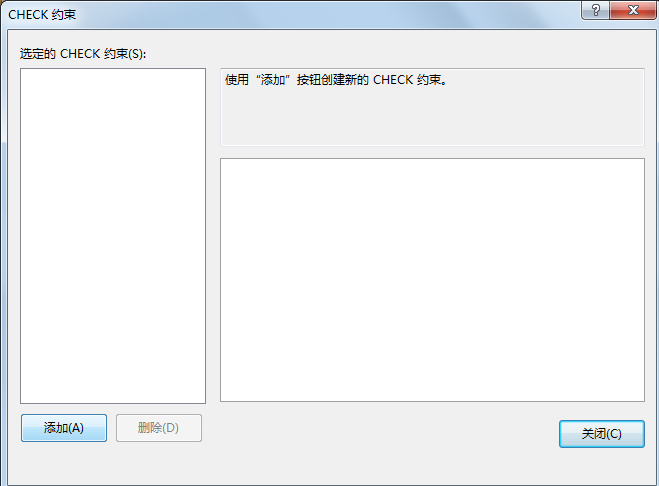 CHECK 约束
选定的 CHECK 约束(S):
使用“添加”按钮创建新的 CHECK 约束。
添加(A)
删除(D)
关闭(C)